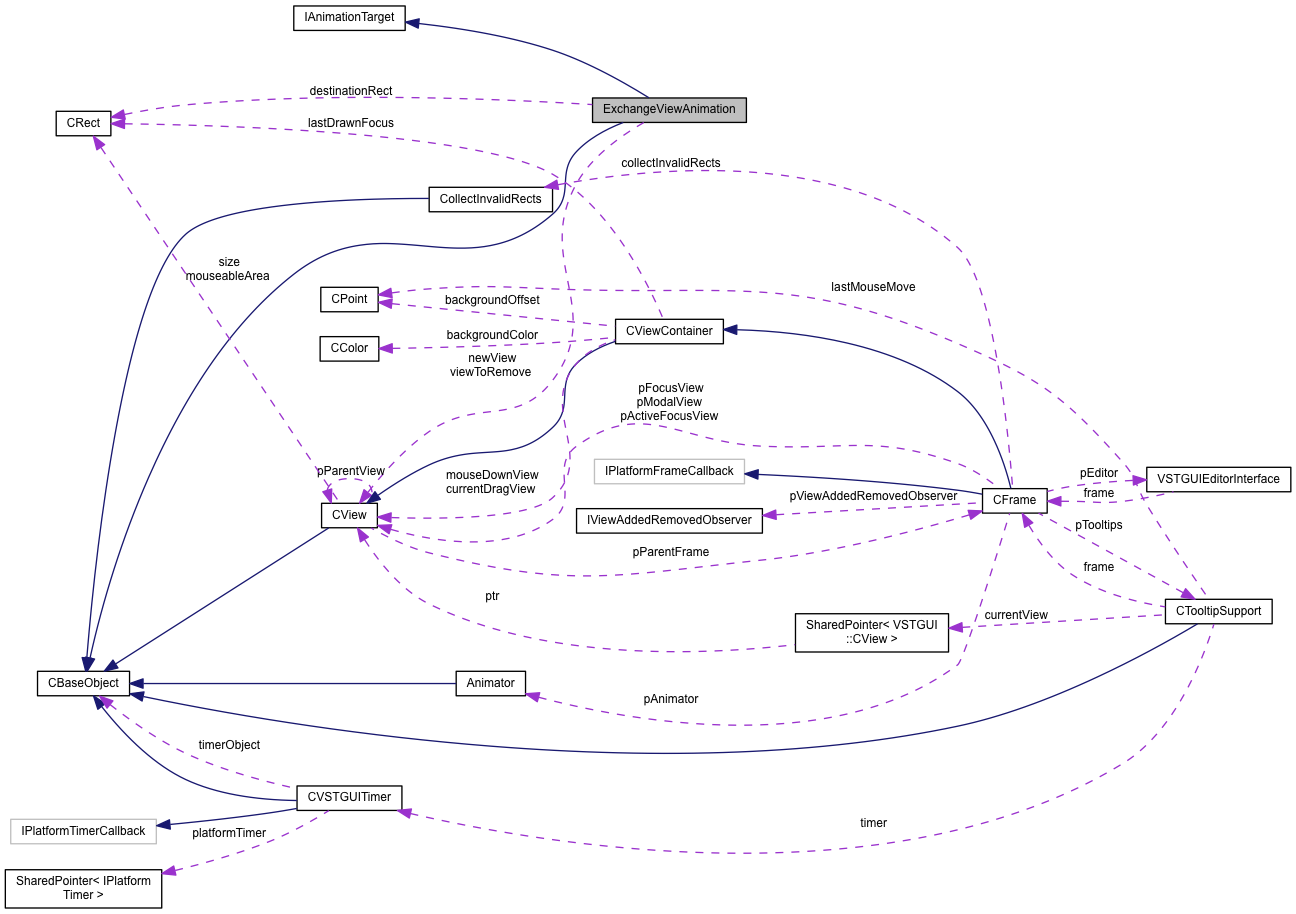 IAnimationTarget
destinationRect
ExchangeViewAnimation
CRect
lastDrawnFocus
collectInvalidRects
CollectInvalidRects
size
mouseableArea
lastMouseMove
CPoint
backgroundOffset
CViewContainer
backgroundColor
CColor
newView
viewToRemove
pFocusView
pModalView
pActiveFocusView
pParentView
IPlatformFrameCallback
pEditor
VSTGUIEditorInterface
mouseDownView
currentDragView
pViewAddedRemovedObserver
CFrame
frame
CView
IViewAddedRemovedObserver
pTooltips
pParentFrame
frame
ptr
currentView
CTooltipSupport
SharedPointer< VSTGUI
::CView >
CBaseObject
Animator
pAnimator
timerObject
CVSTGUITimer
IPlatformTimerCallback
platformTimer
timer
SharedPointer< IPlatform
Timer >